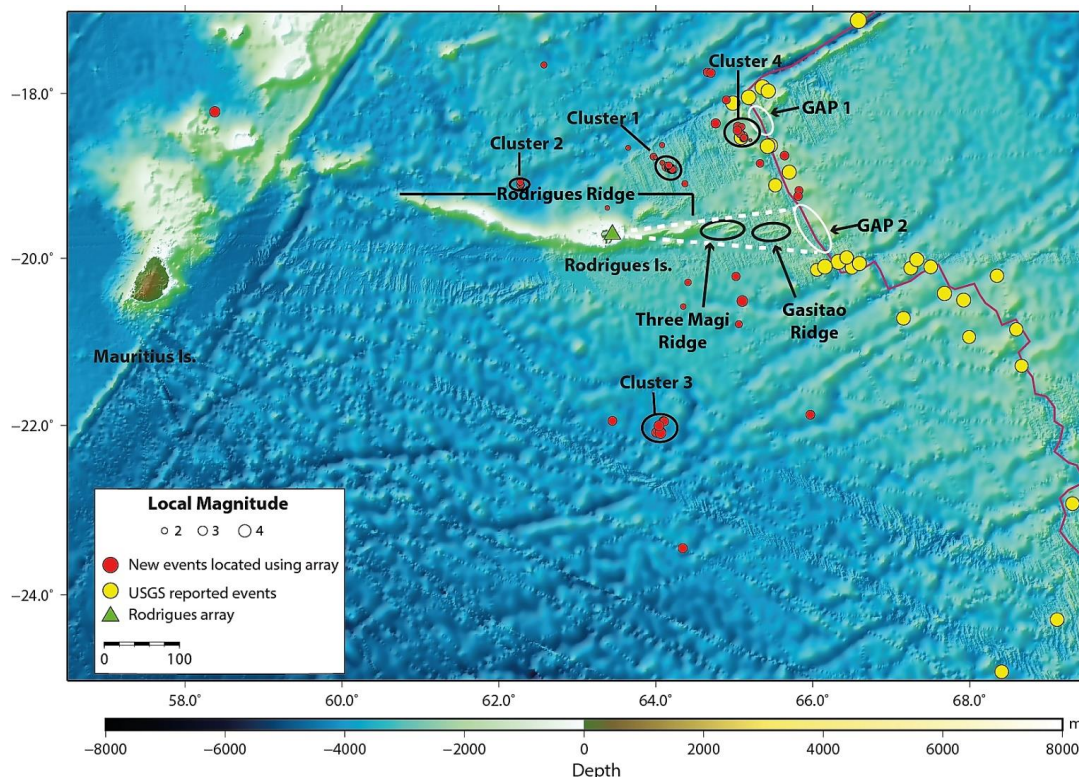 Cluster 4
−18.0°
GAP 1
Cluster 1
Cluster 2
Rodrigues Ridge
GAP 2
−20.0°
Rodrigues Is.
Three Magi
Ridge
Gasitao
Ridge
Mauritius Is.
Cluster 3
−22.0°
−24.0°
Local Magnitude
2 3 4
New events located using array
USGS reported events
Rodrigues array
0 100
58.0° 60.0° 62.0° 64.0° 66.0° 68.0°
m
−8000 −6000 −4000 −2000 0 2000 4000 6000 8000
Depth